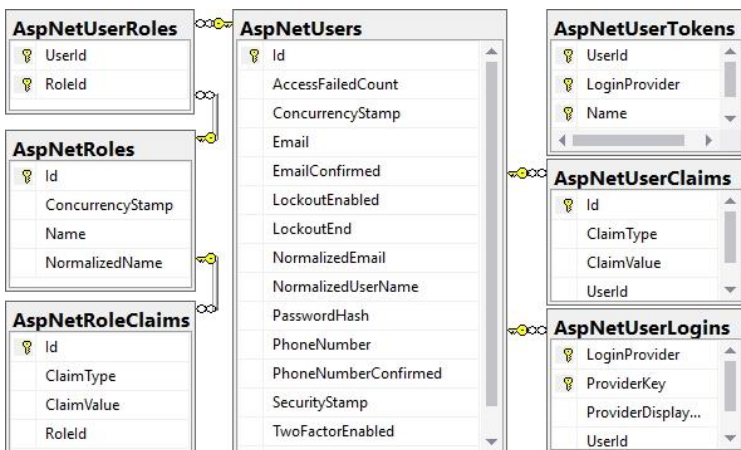 AspNetUserRoles
UserId
RoleId
AspNetRoles
Id
ConcurrencyStamp
Name
NormalizedName
AspNetRoleClaims
Id
ClaimType
ClaimValue
RoleId
AspNetUsers
Id
AccessFailedCount
ConcurrencyStamp
Email
EmailConfirmed
LockoutEnabled
LockoutEnd
NormalizedEmail
NormalizedUserName
PasswordHash
PhoneNumber
PhoneNumberConfirmed
SecurityStamp
TwoFactorEnabled
AspNetUserTokens
UserId
LoginProvider
Name
AspNetUserClaims
Id
ClaimType
ClaimValue
UserId
AspNetUserLogins
LoginProvider
ProviderKey
ProviderDisplay...
UserId